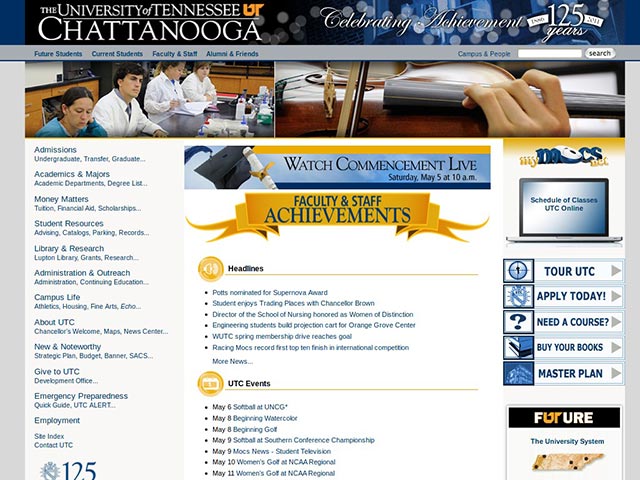 THE UNIVERSITY of TENNESSEE UT
CHATTANOOGA
Celebrating Achievement
1886 125 2011
years
Future Students Current Students Faculty & Staff Alumni & Friends Campus & People search
Admissions
Undergraduate, Transfer, Graduate...
Academics & Majors
Academic Departments, Degree List...
Money Matters
Tuition, Financial Aid, Scholarships...
Student Resources
Advising, Catalogs, Parking, Records...
Library & Research
Lupton Library, Grants, Research...
Administration & Outreach
Administration, Continuing Education...
Campus Life
Athletics, Housing, Fine Arts, Echo...
About UTC
Chancellor's Welcome, Maps, News Center...
New & Noteworthy
Strategic Plan, Budget, Banner, SACS...
Give to UTC
Development Office...
Emergency Preparedness
Quick Guide, UTC ALERT...
Employment
Site Index
Contact UTC
125
WATCH COMMENCEMENT LIVE
Saturday, May 5 at 10 a.m.
FACULTY & STAFF
ACHIEVEMENTS
Headlines
Potts nominated for Supernova Award
Student enjoys Trading Places with Chancellor Brown
Director of the School of Nursing honored as Women of Distinction
Engineering students build projection cart for Orange Grove Center
WUTC spring membership drive reaches goal
Racing Mocs record first top ten finish in international competition
More News...
UTC Events
May 6 Softball at UNCG*
May 8 Beginning Watercolor
May 8 Beginning Golf
May 9 Softball at Southern Conference Championship
May 9 Mocs News - Student Television
May 10 Women's Golf at NCAA Regional
May 11 Women's Golf at NCAA Regional
my mocs .net
Schedule of Classes
UTC Online
TOUR UTC
APPLY TODAY!
? NEED A COURSE?
BUY YOUR BOOKS
MASTER PLAN
FUTURE
The University System